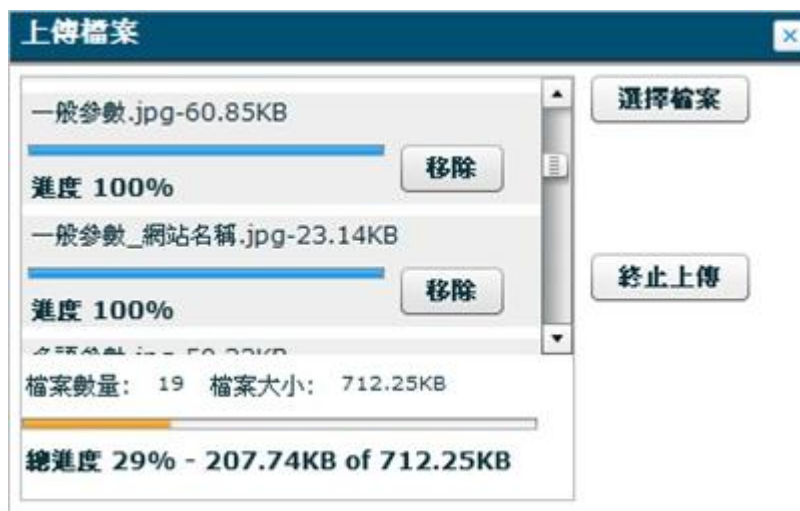 上傳檔案
一般參數.jpg-60.85KB
選擇檔案
移除
進度 100%
一般參數_網站名稱.jpg-23.14KB
移除
終止上傳
進度 100%
檔案數量: 19 檔案大小: 712.25KB
總進度 29% - 207.74KB of 712.25KB